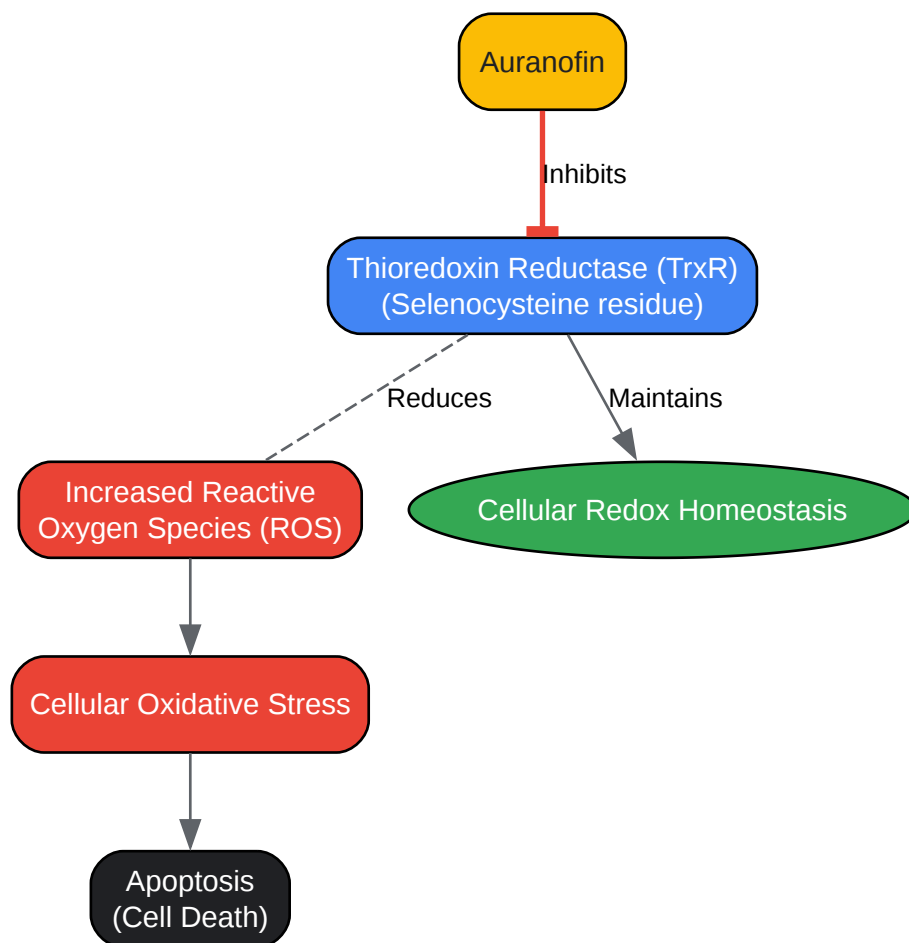 Auranofin
Inhibits
Thioredoxin Reductase (TrxR)
(Selenocysteine residue)
Reduces
Maintains
Increased Reactive
Oxygen Species (ROS)
Cellular Redox Homeostasis
Cellular Oxidative Stress
Apoptosis
(Cell Death)